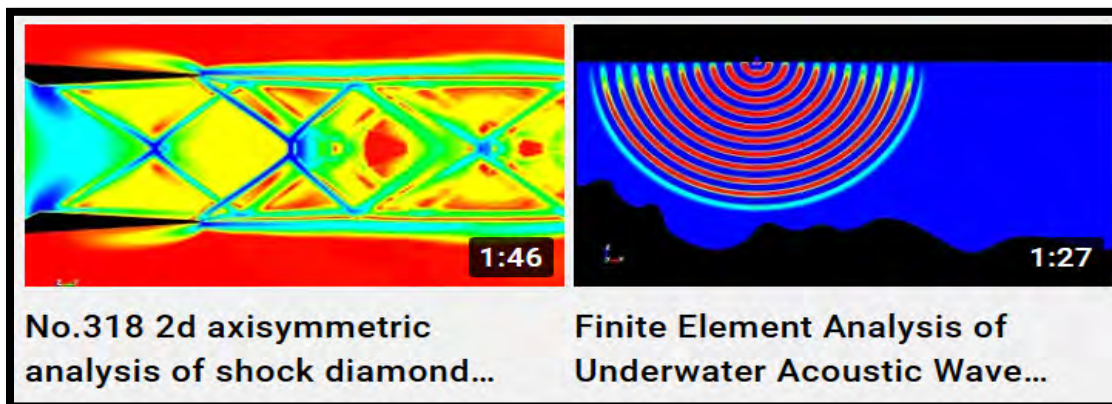 1:46
1:27
No.318 2d axisymmetric
analysis of shock diamond...
Finite Element Analysis of
Underwater Acoustic Wave...